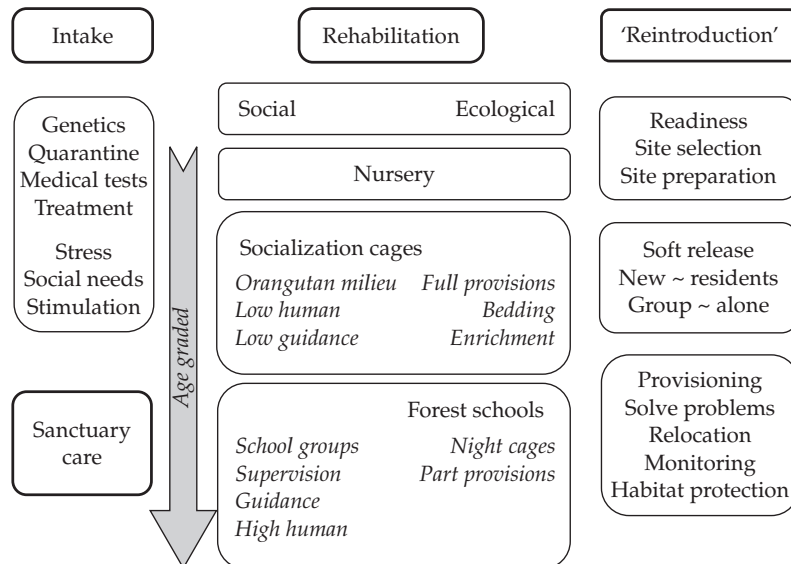 Intake
Genetics
Quarantine
Medical tests
Treatment
Stress
Social needs
Stimulation
Sanctuary
care
Age graded
Rehabilitation
Social Ecological
Nursery
Socialization cages
Orangutan milieu Full provisions
Low human Bedding
Low guidance Enrichment
Forest schools
School groups Night cages
Supervision Part provisions
Guidance
High human
‘Reintroduction’
Readiness
Site selection
Site preparation
Soft release
New ~ residents
Group ~ alone
Provisioning
Solve problems
Relocation
Monitoring
Habitat protection